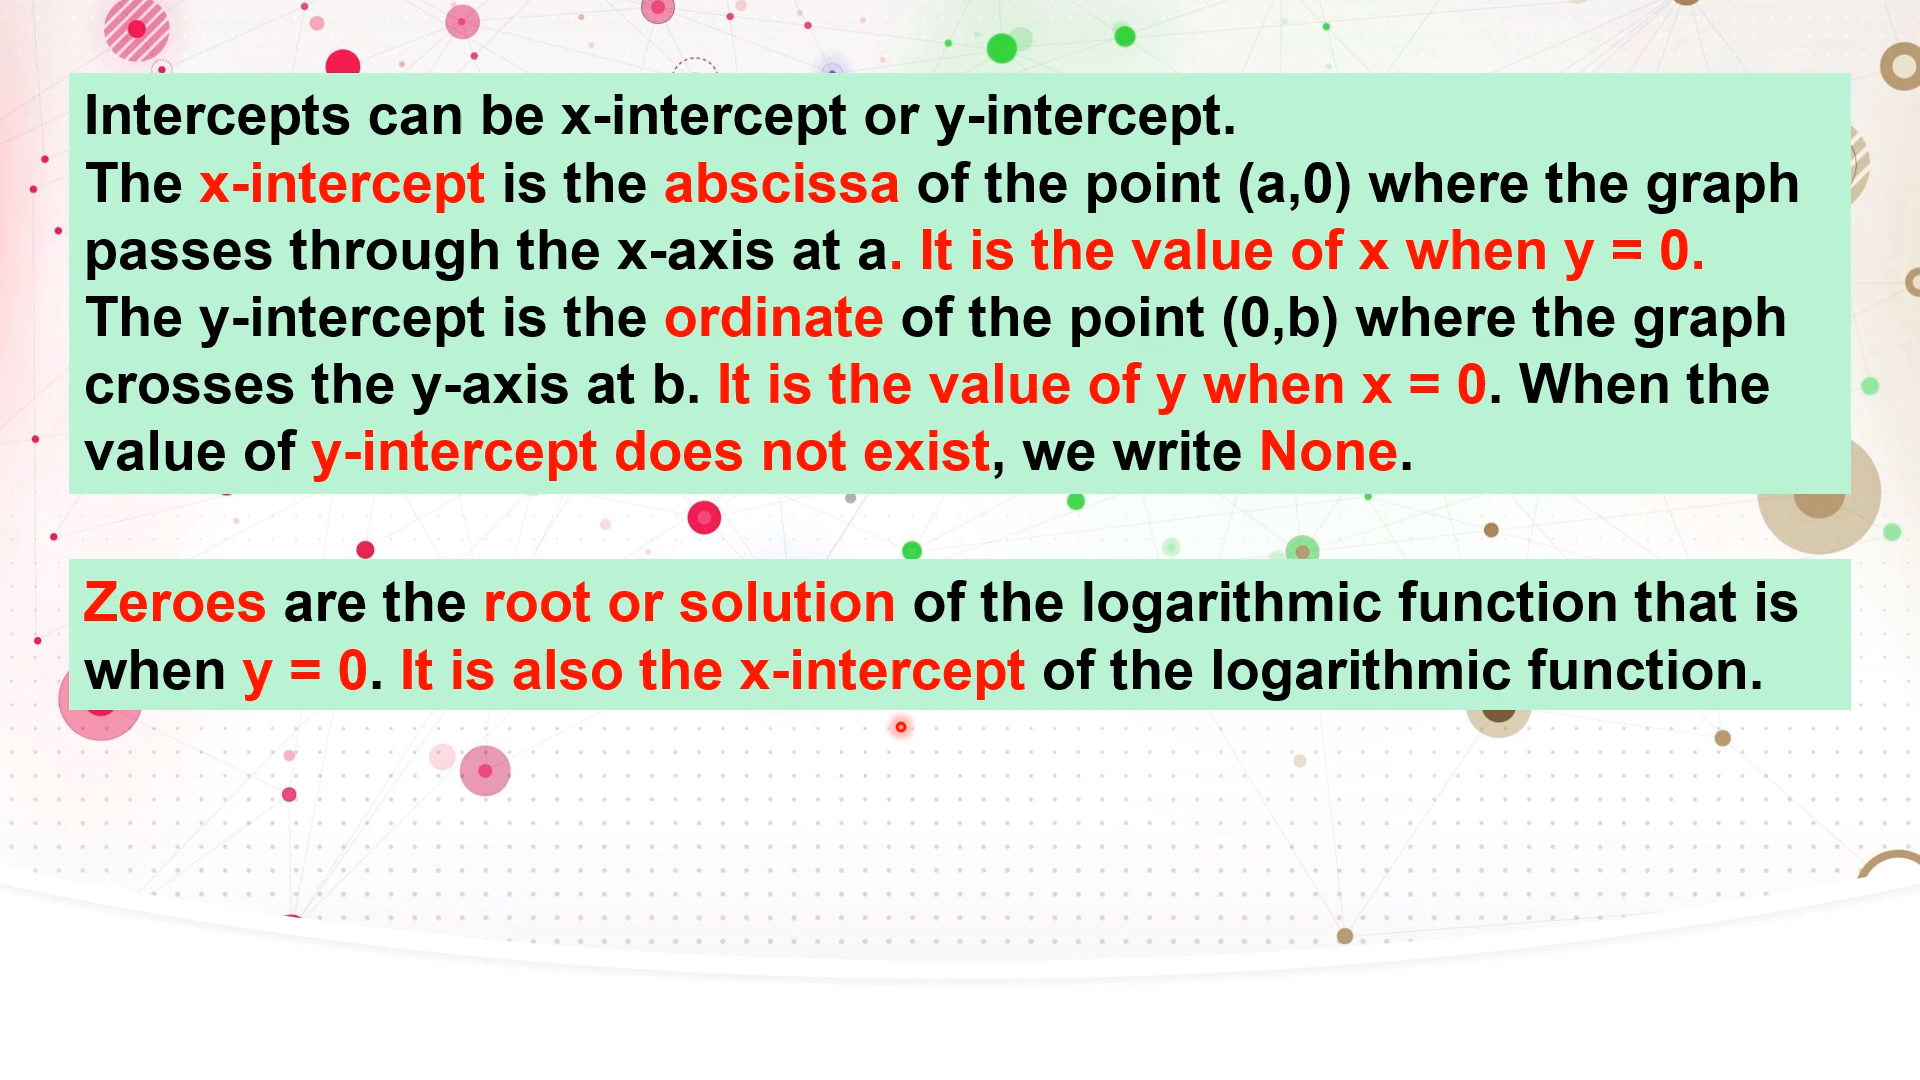 Intercepts can be x-intercept or y-intercept.
The x-intercept is the abscissa of the point (a,0) where the graph
passes through the x-axis at a. It is the value of x when y = 0.
The y-intercept is the ordinate of the point (0,b) where the graph
crosses the y-axis at b. It is the value of y when x = 0. When the
value of y-intercept does not exist, we write None.
Zeroes are the root or solution of the logarithmic function that is
when y = 0. It is also the x-intercept of the logarithmic function.